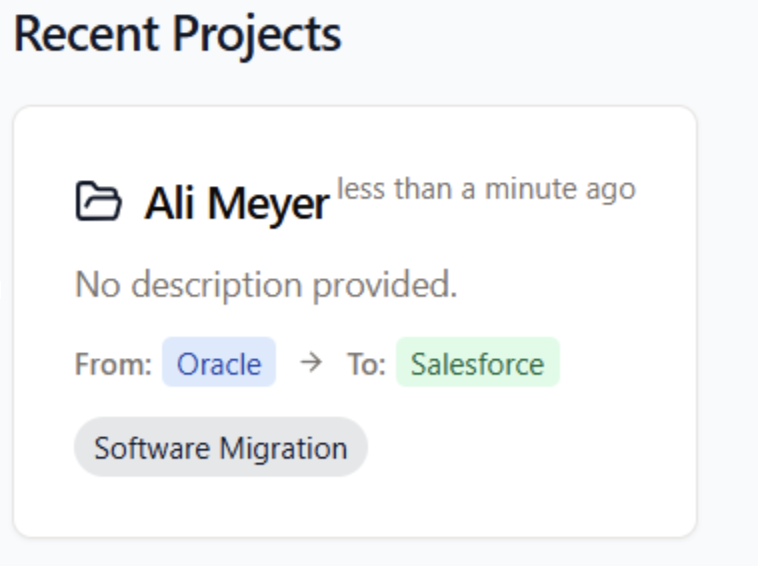 Recent Projects
Ali Meyer less than a minute ago
No description provided.
From: Oracle → To: Salesforce
Software Migration